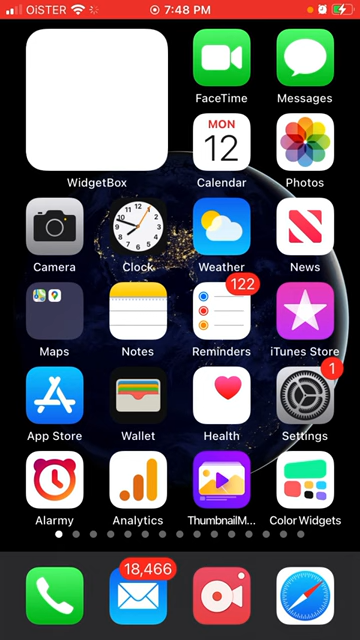 OiSTER 7:48 PM
WidgetBox
FaceTime Messages
MON
12
Calendar Photos
Camera Clock Weather News
122
Maps Notes Reminders iTunes Store
1
App Store Wallet Health Settings
Alarmy Analytics ThumbnailM... Color Widgets
18,466